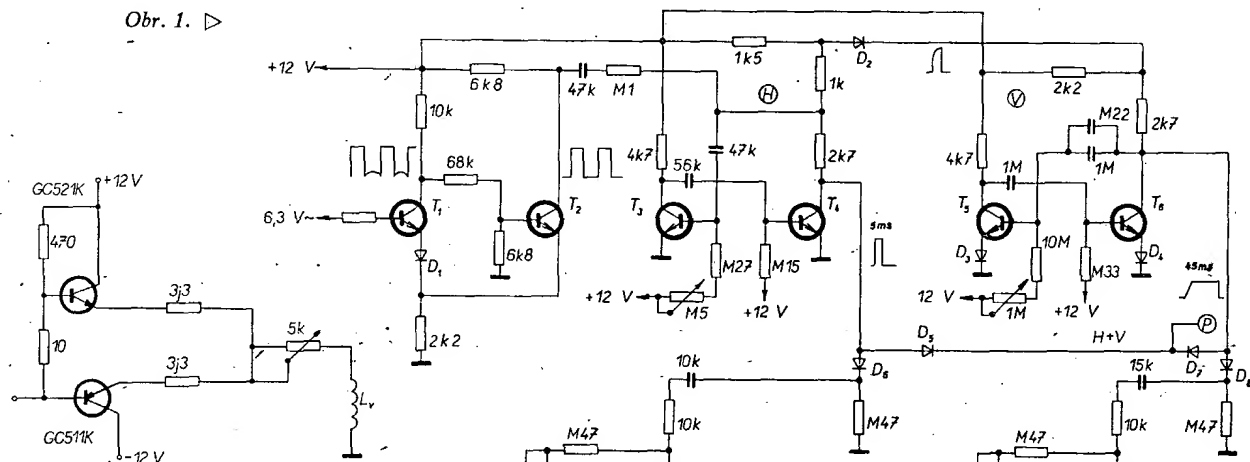 Obr. 1. ▷
+12 V
6k8
47k
M1
1k5
D2
1k
H
V
2k2
M22
2k7
10k
68k
4k7
47k
2k7
56k
4k7
1M
1M
GC521K
+12 V
470
6,3 V~
T1
T2
T3
T4
T5
T6
6k8
D1
5ms
D3
10M
D4
M27
M15
M33
3j3
+12 V
M5
+12 V
12 V
1M
+12 V
45ms
10
5k
2k2
P
3j3
D5
H+V
D7
10k
D6
15k
D8
Lv
GC511K
10k
M47
10k
M47
-12 V
M47
M47